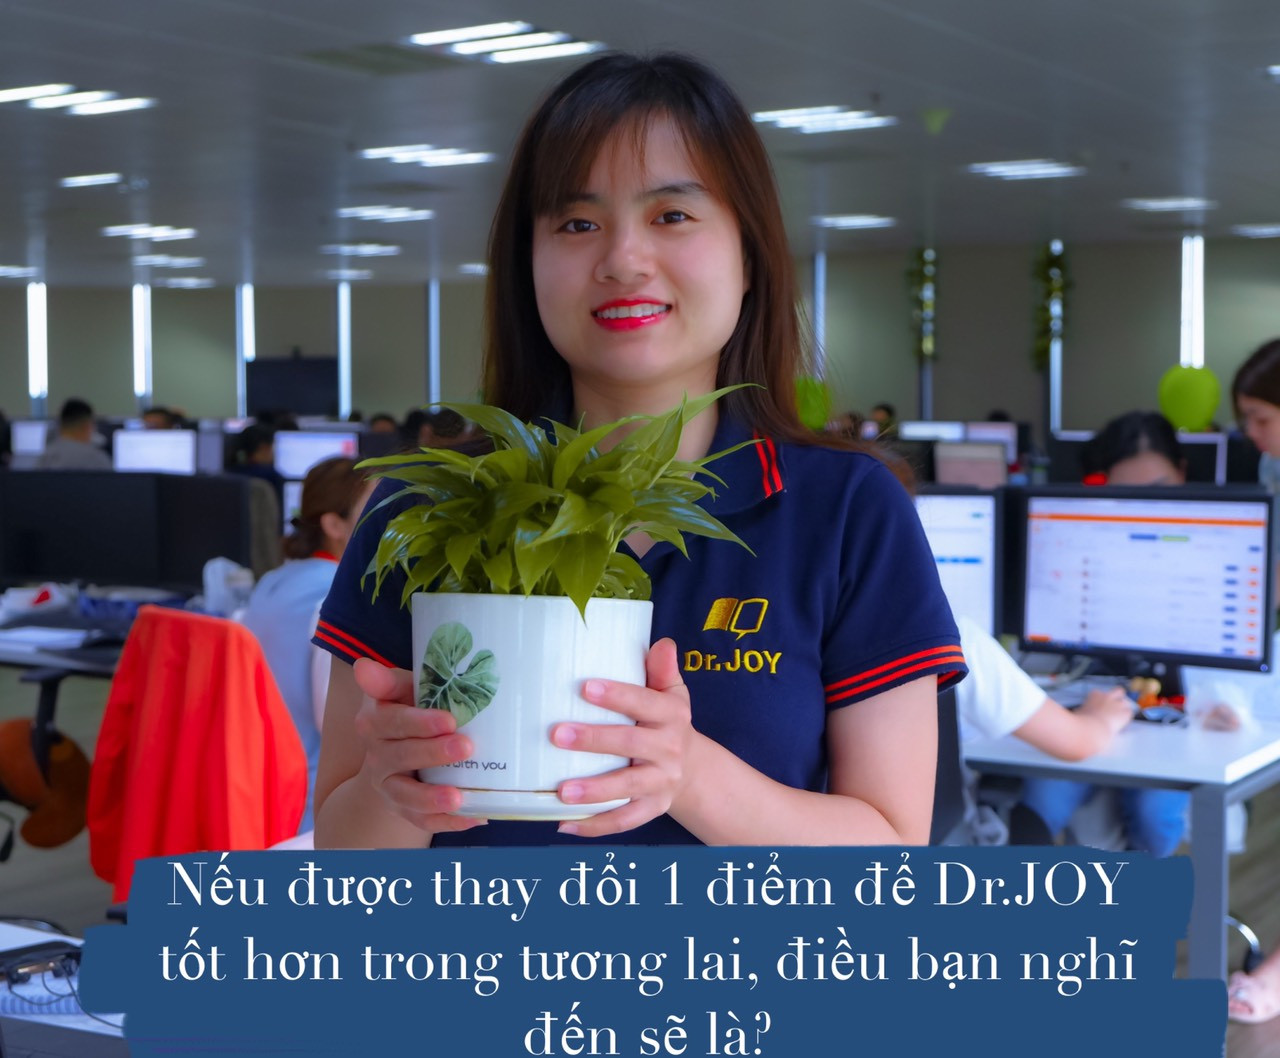 Dr.JOY
with you
Nếu được thay đổi 1 điểm để Dr.JOY
tốt hơn trong tương lai, điều bạn nghĩ
đến sẽ là?